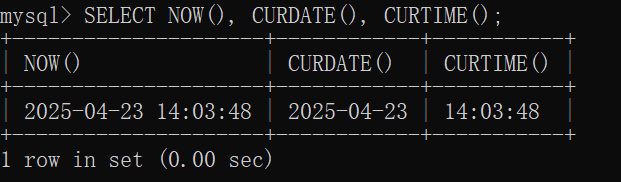 mysql> SELECT NOW(), CURDATE(), CURTIME();
+---------------------+------------+-----------+
| NOW()               | CURDATE()  | CURTIME() |
+---------------------+------------+-----------+
| 2025-04-23 14:03:48 | 2025-04-23 | 14:03:48  |
+---------------------+------------+-----------+
1 row in set (0.00 sec)